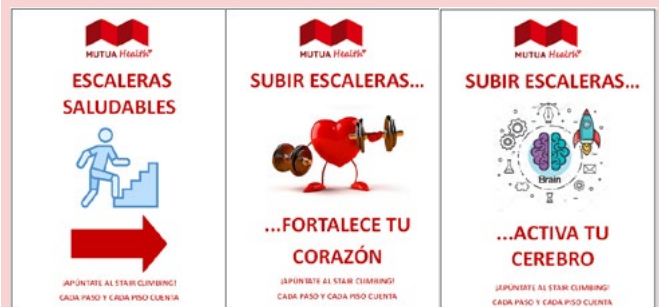 MUTUA Health
ESCALERAS
SALUDABLES
¡APÚNTATE AL STAIR CLIMBING!
CADA PASO Y CADA PISO CUENTA
MUTUA Health
SUBIR ESCALERAS...
...FORTALECE TU
CORAZÓN
¡APÚNTATE AL STAIR CLIMBING!
CADA PASO Y CADA PISO CUENTA
MUTUA Health
SUBIR ESCALERAS...
Brain
...ACTIVA TU
CEREBRO
¡APÚNTATE AL STAIR CLIMBING!
CADA PASO Y CADA PISO CUENTA